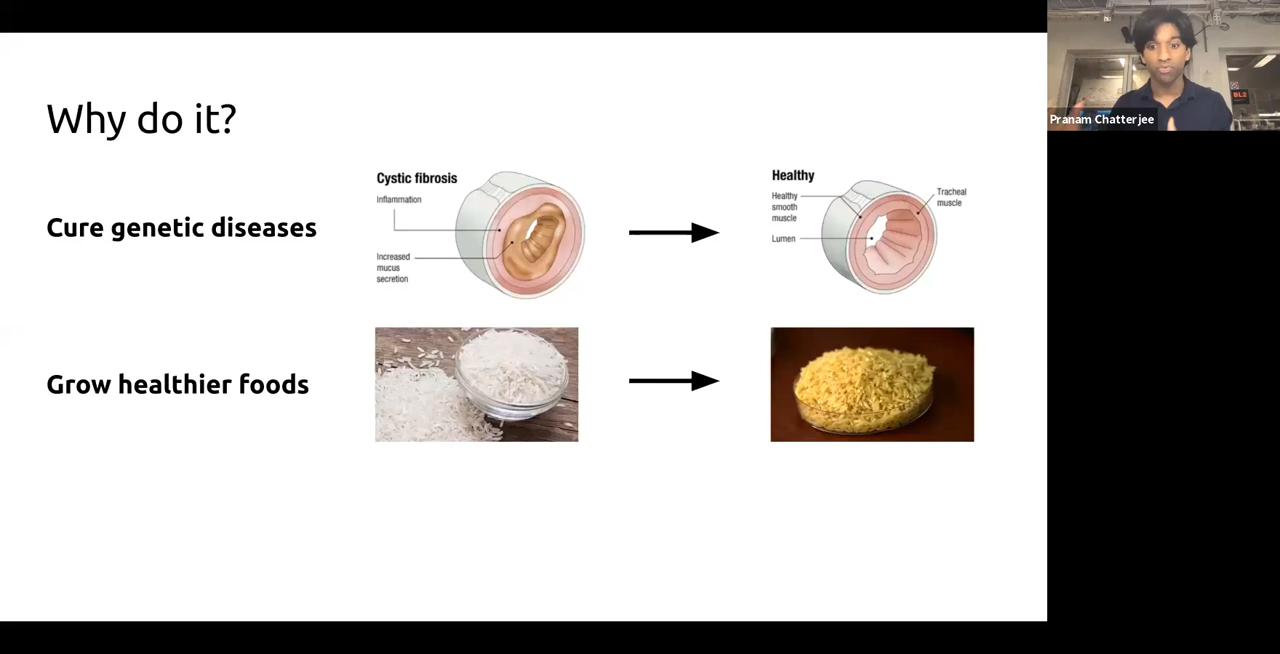 Why do it?
Cure genetic diseases
Cystic fibrosis
Inflammation
Increased
mucus
secretion
Healthy
Healthy
smooth
muscle
Lumen
Tracheal
muscle
Grow healthier foods
BL2
Pranam Chatterjee